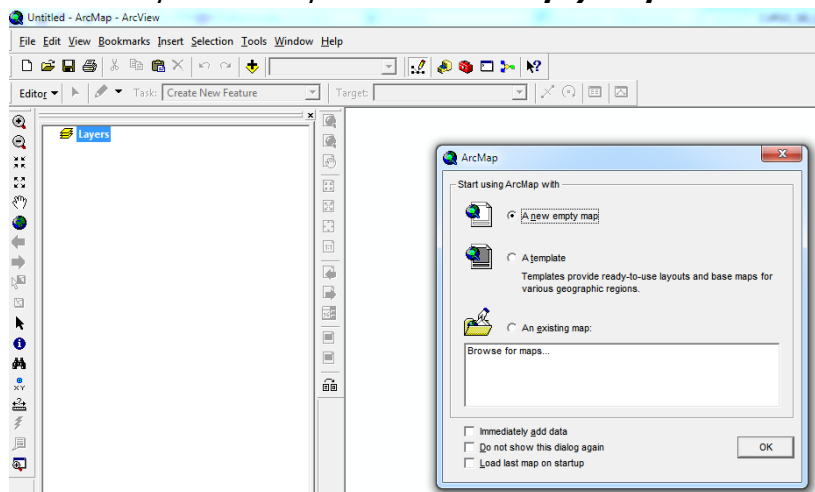 Untitled - ArcMap - ArcView
File Edit View Bookmarks Insert Selection Tools Window Help
Editor Task: Create New Feature Target:
Layers
ArcMap
Start using ArcMap with
A new empty map
A template
Templates provide ready-to-use layouts and base maps for
various geographic regions.
An existing map:
Browse for maps...
Immediately add data
Do not show this dialog again
Load last map on startup
OK
XY
1:1